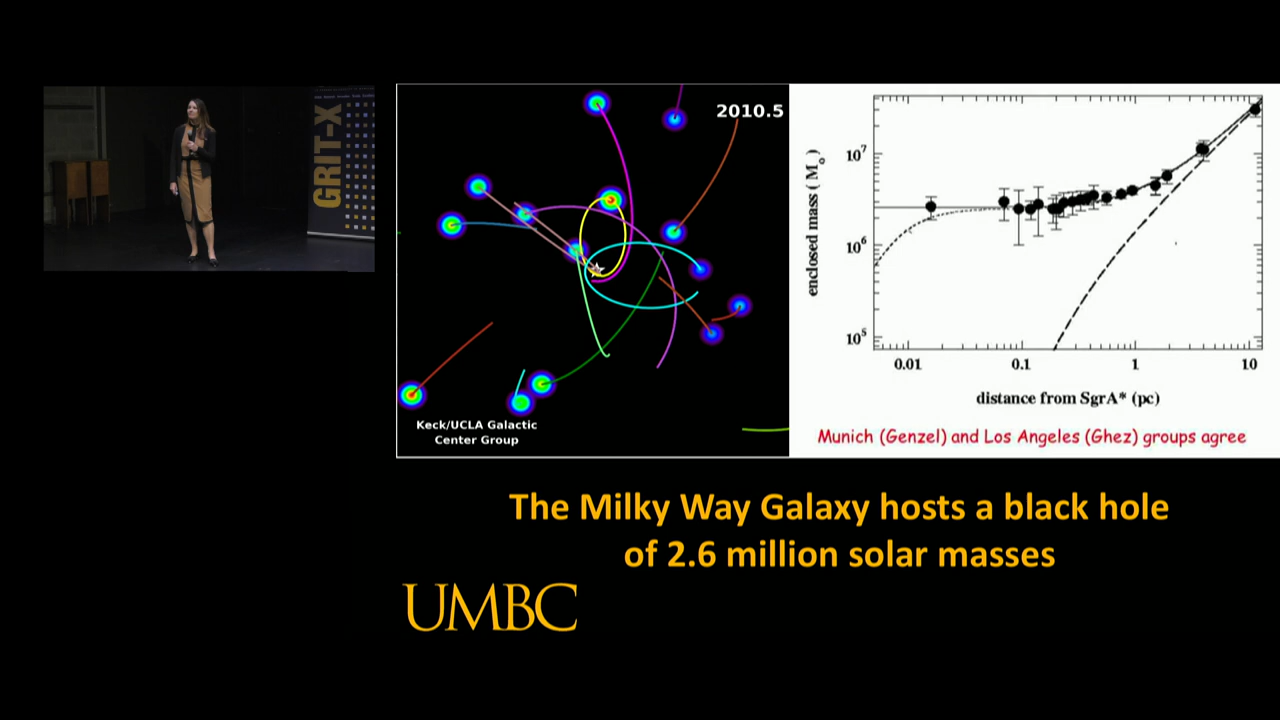 GRIT-X
2010.5
Keck/UCLA Galactic
Center Group
enclosed mass ( M☉ )
10⁷
10⁶
10⁵
0.01 0.1 1 10
distance from SgrA* (pc)
Munich (Genzel) and Los Angeles (Ghez) groups agree
The Milky Way Galaxy hosts a black hole
of 2.6 million solar masses
UMBC